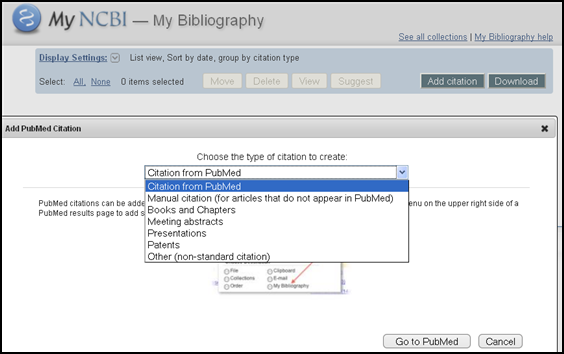 My NCBI — My Bibliography
See all collections | My Bibliography help
Display Settings: List view, Sort by date, group by citation type
Select: All, None 0 items selected Move Delete View Suggest Add citation Download
Add PubMed Citation
Choose the type of citation to create:
Citation from PubMed
Citation from PubMed
Manual citation (for articles that do not appear in PubMed)
Books and Chapters
Meeting abstracts
Presentations
Patents
Other (non-standard citation)
PubMed citations can be adde enu on the upper right side of a
PubMed results page to add s
File Clipboard
Collections E-mail
Order My Bibliography
Go to PubMed Cancel